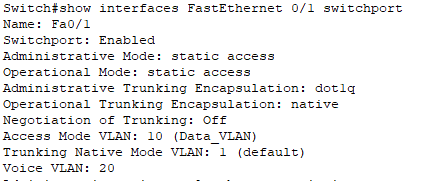 Switch#show interfaces FastEthernet 0/1 switchport
Name: Fa0/1
Switchport: Enabled
Administrative Mode: static access
Operational Mode: static access
Administrative Trunking Encapsulation: dot1q
Operational Trunking Encapsulation: native
Negotiation of Trunking: Off
Access Mode VLAN: 10 (Data_VLAN)
Trunking Native Mode VLAN: 1 (default)
Voice VLAN: 20